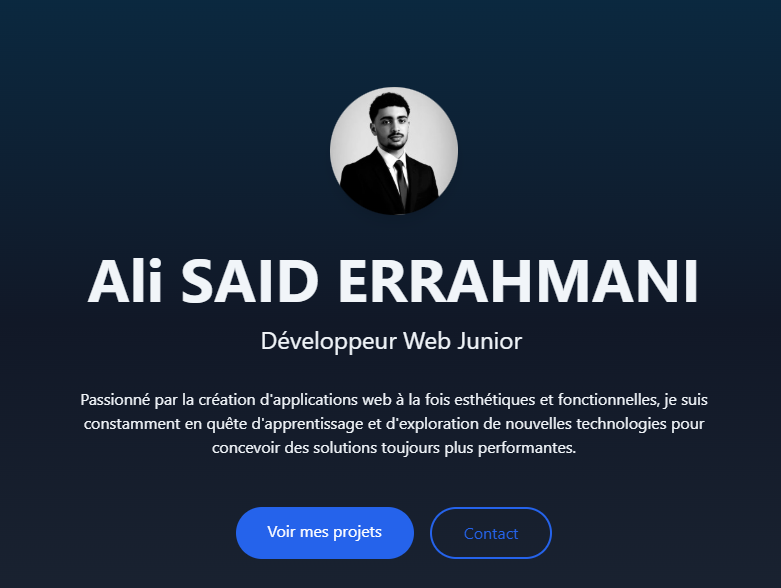 Ali SAID ERRAHMANI
Développeur Web Junior
Passionné par la création d'applications web à la fois esthétiques et fonctionnelles, je suis
constamment en quête d'apprentissage et d'exploration de nouvelles technologies pour
concevoir des solutions toujours plus performantes.
Voir mes projets
Contact